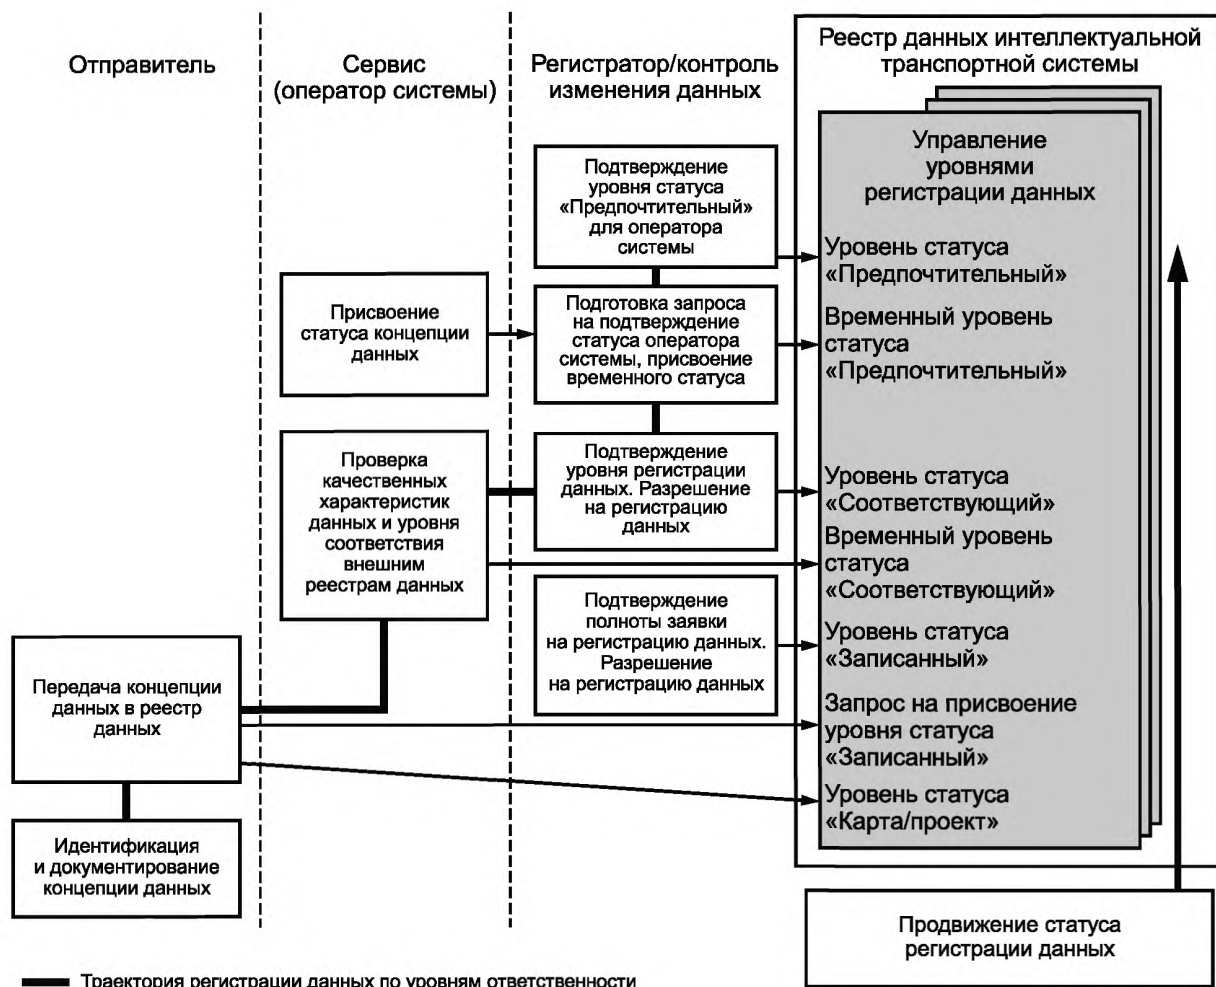 Отправитель
Сервис
(оператор системы)
Регистратор/контроль
изменения данных
Реестр данных интеллектуальной
транспортной системы
Управление
уровнями
регистрации данных
Подтверждение
уровня статуса
«Предпочтительный»
для оператора
системы
Уровень статуса
«Предпочтительный»
Присвоение
статуса концепции
данных
Подготовка запроса
на подтверждение
статуса оператора
системы, присвоение
временного статуса
Временный уровень
статуса
«Предпочтительный»
Проверка
качественных
характеристик
данных и уровня
соответствия
внешним
реестрам данных
Подтверждение
уровня регистрации
данных. Разрешение
на регистрацию
данных
Уровень статуса
«Соответствующий»
Временный уровень
статуса
«Соответствующий»
Подтверждение
полноты заявки
на регистрацию данных.
Разрешение
на регистрацию данных
Уровень статуса
«Записанный»
Передача концепции
данных в реестр
данных
Запрос на присвоение
уровня статуса
«Записанный»
Уровень статуса
«Карта/проект»
Идентификация
и документирование
концепции данных
Продвижение статуса
регистрации данных
Траектория регистрации данных по уровням ответственности